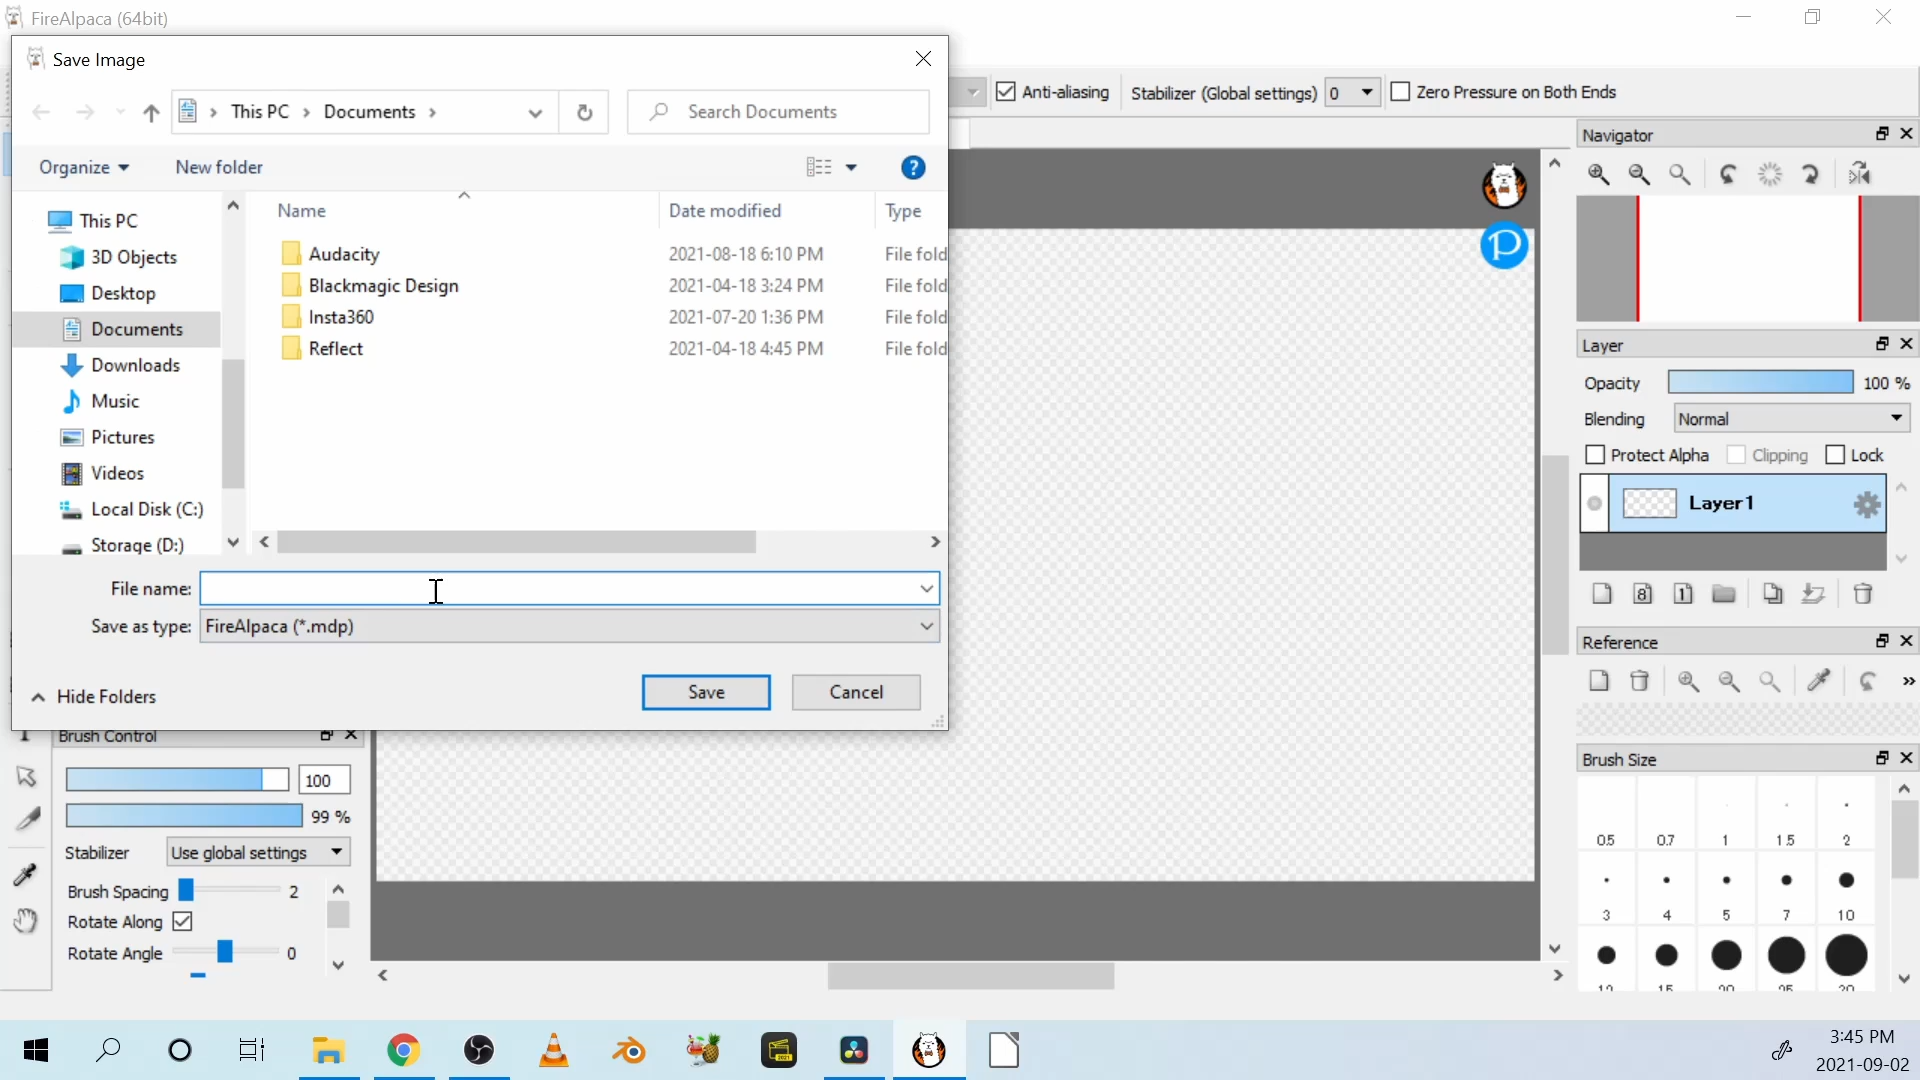 FireAlpaca (64bit)
Save Image
This PC > Documents >
Search Documents
Organize
New folder
?
Name
Date modified
Type
This PC
3D Objects
Desktop
Documents
Downloads
Music
Pictures
Videos
Local Disk (C:)
Storage (D:)
Audacity 2021-08-18 6:10 PM File fold
Blackmagic Design 2021-04-18 3:24 PM File fold
Insta360 2021-07-20 1:36 PM File fold
Reflect 2021-04-18 4:45 PM File fold
File name:
Save as type: FireAlpaca (*.mdp)
Hide Folders
Save
Cancel
Anti-aliasing
Stabilizer (Global settings) 0
Zero Pressure on Both Ends
P
Navigator
Layer
Opacity 100 %
Blending Normal
Protect Alpha Clipping Lock
Layer1
8 1
Reference
»
Brush Size
0.5 0.7 1 1.5 2
3 4 5 7 10
12 15 20 25 30
Brush Control
100
99 %
Stabilizer Use global settings
Brush Spacing 2
Rotate Along
Rotate Angle 0
3:45 PM
2021-09-02